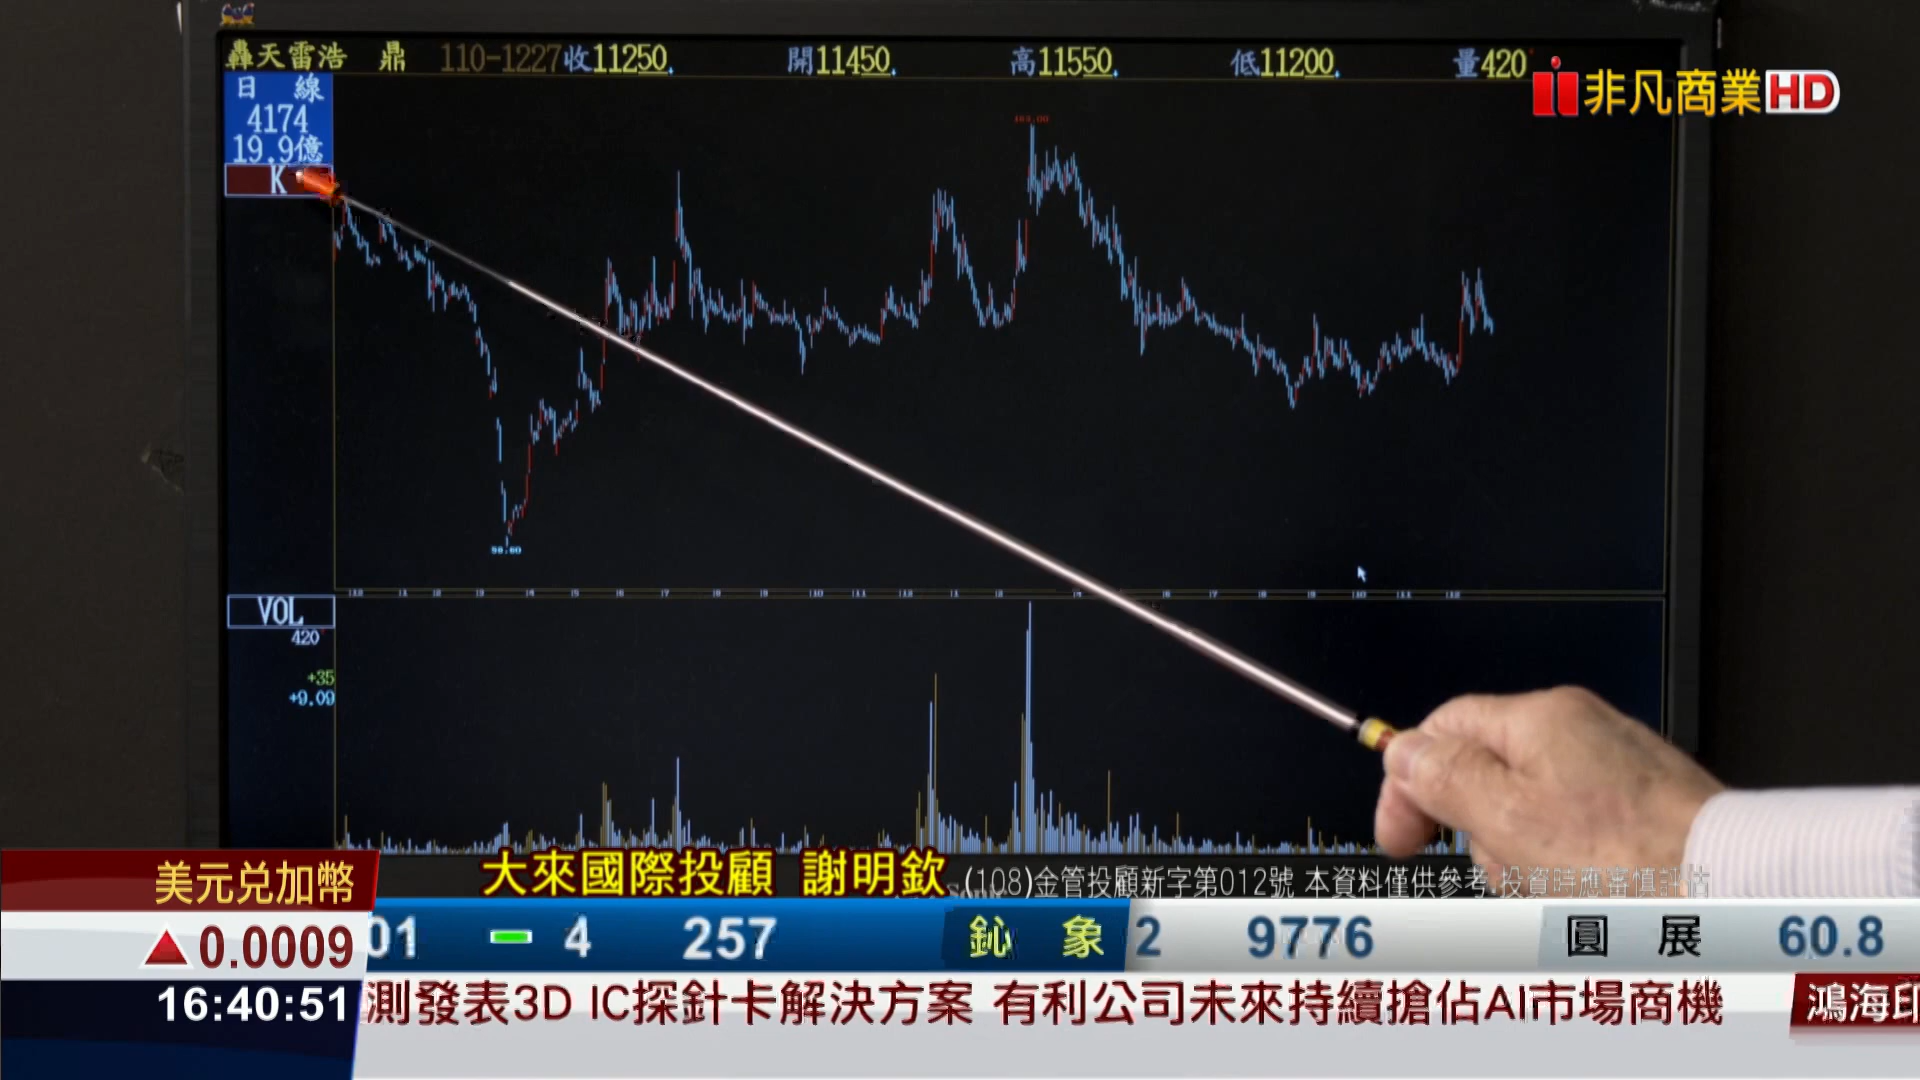 轟天雷浩 鼎 110-1227收11250 開11450 高11550 低11200 量420
非凡商業HD
日 線
4174
19.9億
K
VOL
420
+35
+9.09
大來國際投顧 謝明欽 (108)金管投顧新字第012號 本資料僅供參考 投資時應審慎評估
美元兌加幣
▲0.0009
16:40:51
01 4 257 鈊 象 2 9776 圓 展 60.8
測發表3D IC探針卡解決方案 有利公司未來持續搶佔AI市場商機 鴻海印